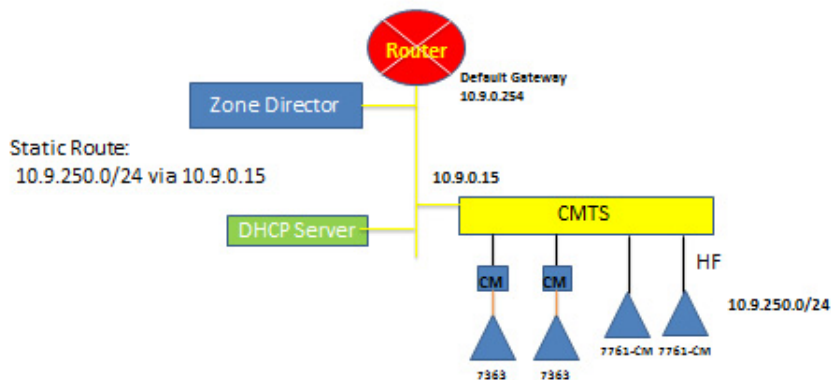 Router
Default Gateway
10.9.0.254
Zone Director
Static Route:
10.9.250.0/24 via 10.9.0.15
10.9.0.15
CMTS
DHCP Server
HF
CM
CM
10.9.250.0/24
7363
7363
7761-CM
7761-CM